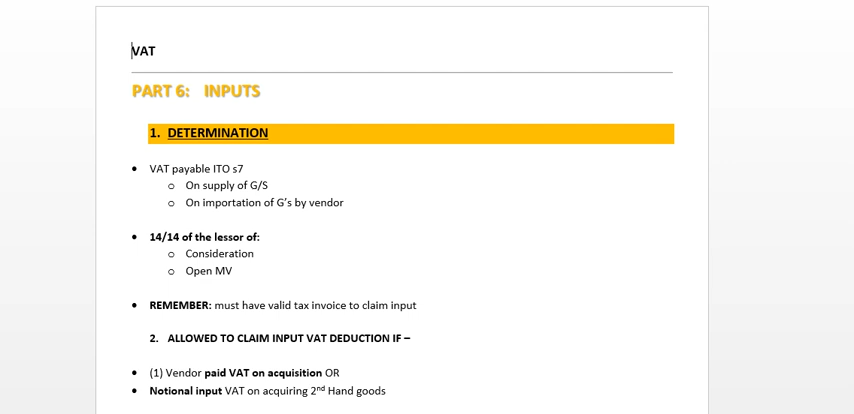 VAT
PART 6: INPUTS
1. DETERMINATION
• VAT payable ITO s7
o On supply of G/S
o On importation of G's by vendor
• 14/14 of the lessor of:
o Consideration
o Open MV
• REMEMBER: must have valid tax invoice to claim input
2. ALLOWED TO CLAIM INPUT VAT DEDUCTION IF –
• (1) Vendor paid VAT on acquisition OR
• Notional input VAT on acquiring 2nd Hand goods